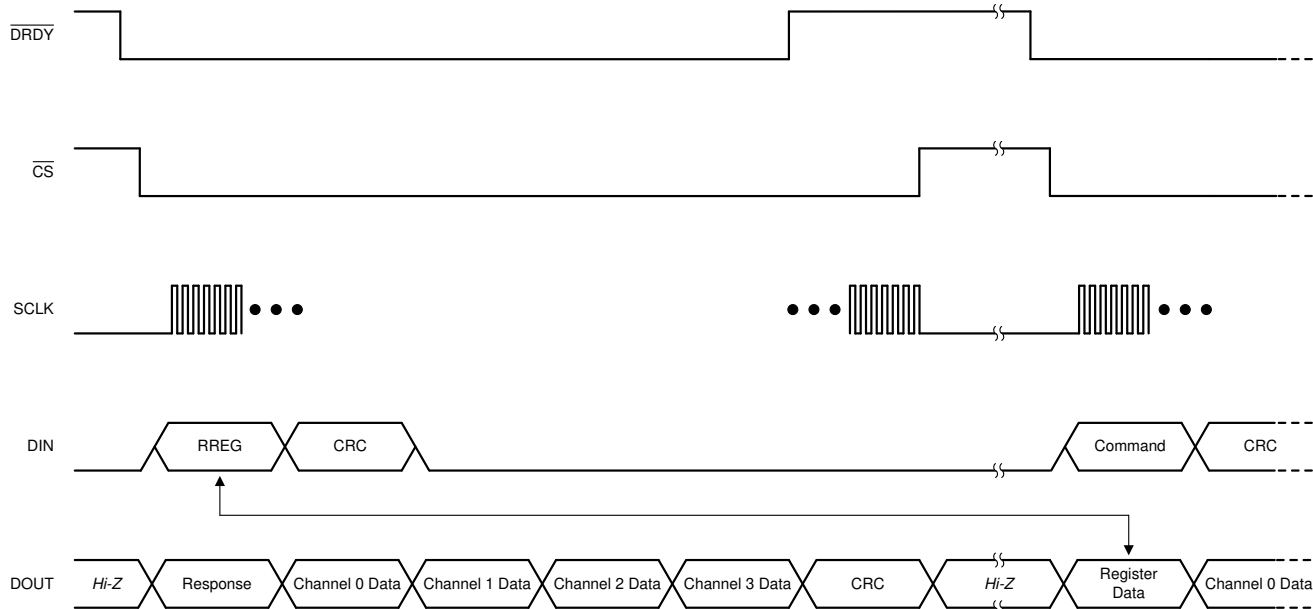 DRDY
CS
SCLK
DIN
RREG
CRC
Command
CRC
DOUT
Hi-Z
Response
Channel 0 Data
Channel 1 Data
Channel 2 Data
Channel 3 Data
CRC
Hi-Z
Register
Data
Channel 0 Data